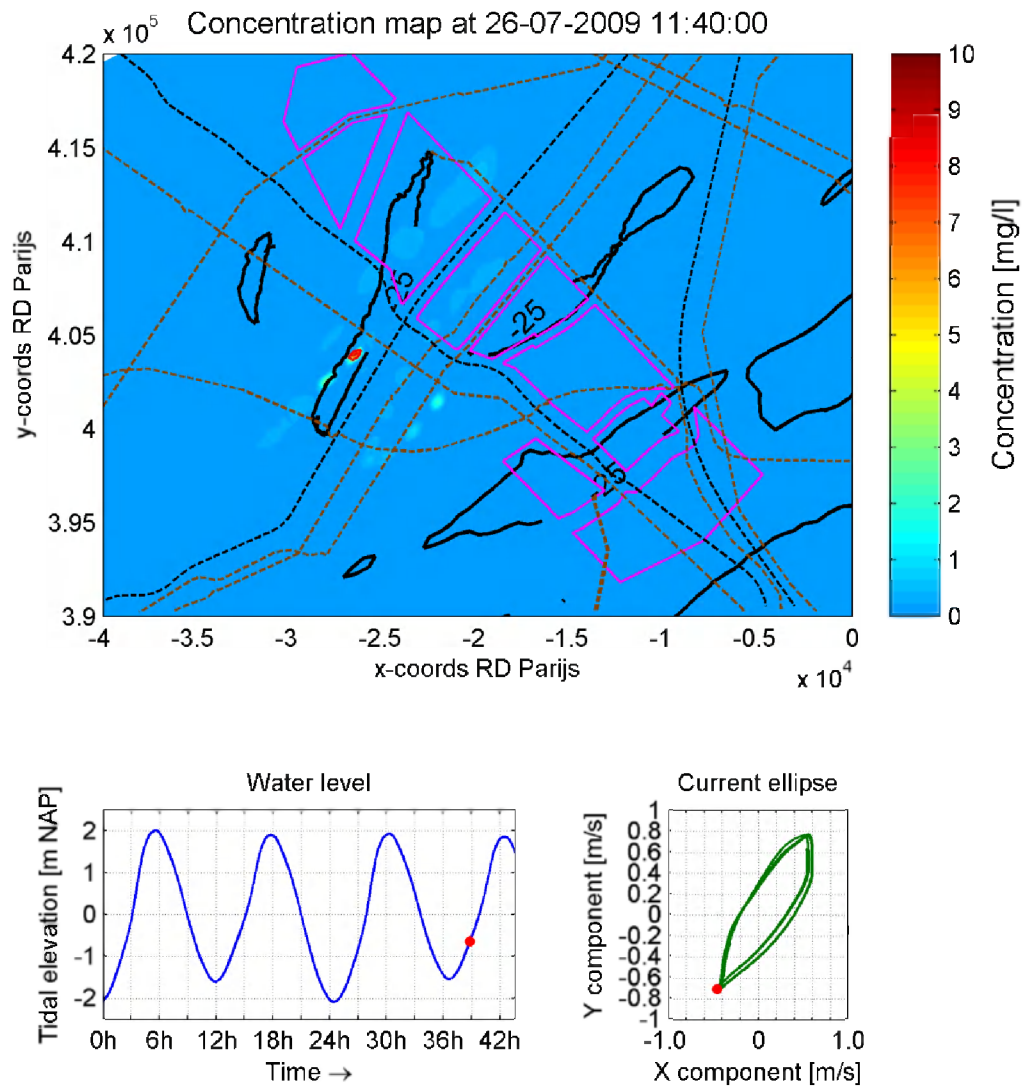 x 10⁵ Concentration map at 26-07-2009 11:40:00
4.2
4.15
4.1
4.05
4
3.95
3.9
y-coords RD Parijs
-25
-25
-25
-4 -3.5 -3 -2.5 -2 -1.5 -1 -0.5 0
x-coords RD Parijs
x 10⁴
10
9
8
7
6
5
4
3
2
1
0
Concentration [mg/l]
Water level
Tidal elevation [m NAP]
2
1
0
-1
-2
0h 6h 12h 18h 24h 30h 36h 42h
Time →
Current ellipse
Y component [m/s]
1
0.8
0.6
0.4
0.2
0
-0.2
-0.4
-0.6
-0.8
-1
-1.0 0 1.0
X component [m/s]